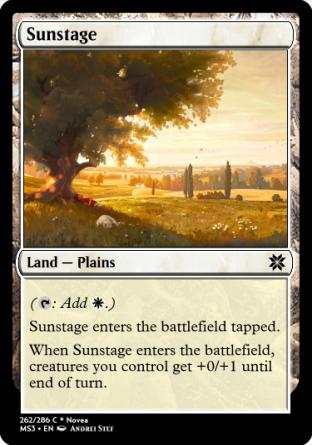 Sunstage
Land — Plains
(: Add .)
Sunstage enters the battlefield tapped.
When Sunstage enters the battlefield,
creatures you control get +0/+1 until
end of turn.
262/286 C * Novea
MS3 • EN Andrei Stef